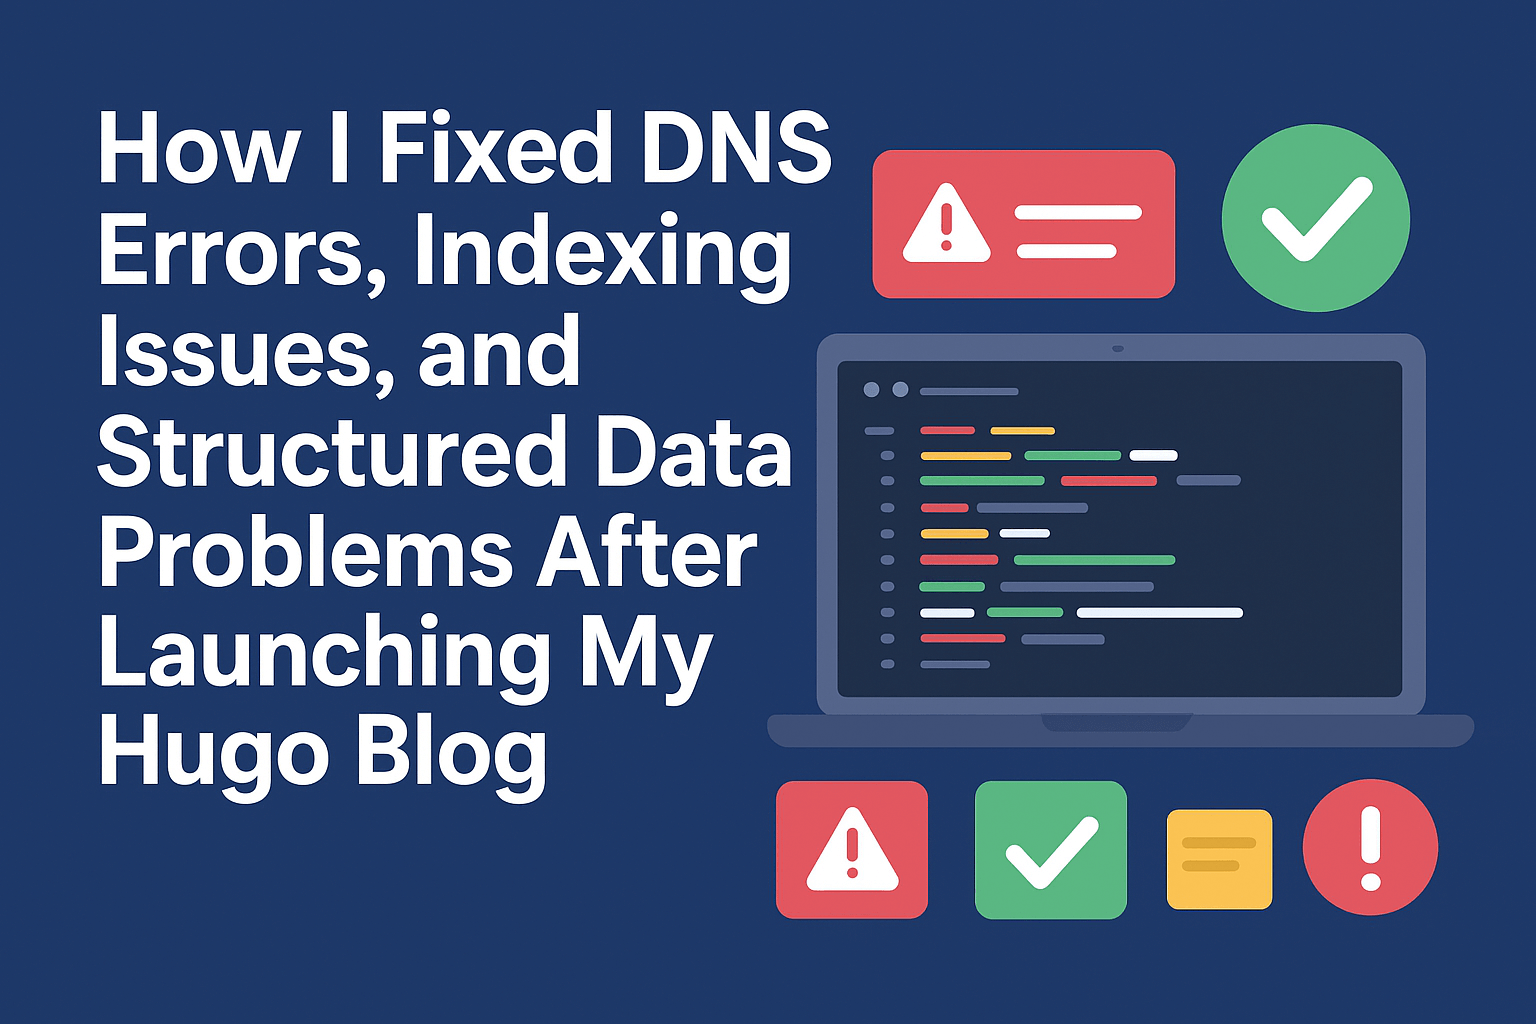 How I Fixed DNS
Errors, Indexing
Issues, and
Structured Data
Problems After
Launching My
Hugo Blog